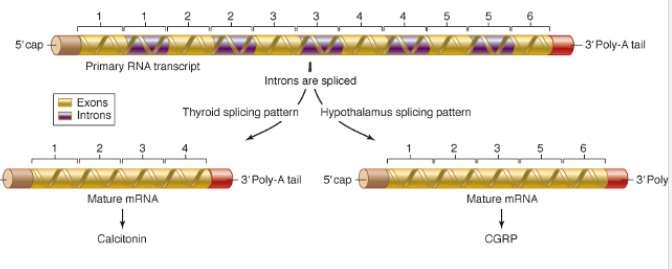 1 1 2 2 3 3 4 4 5 5 6
5' cap
3' Poly-A tail
Primary RNA transcript
Introns are spliced
Exons
Introns
Thyroid splicing pattern
Hypothalamus splicing pattern
1 2 3 4
3' Poly-A tail
Mature mRNA
Calcitonin
1 2 3 5 6
5' cap
3' Poly
Mature mRNA
CGRP